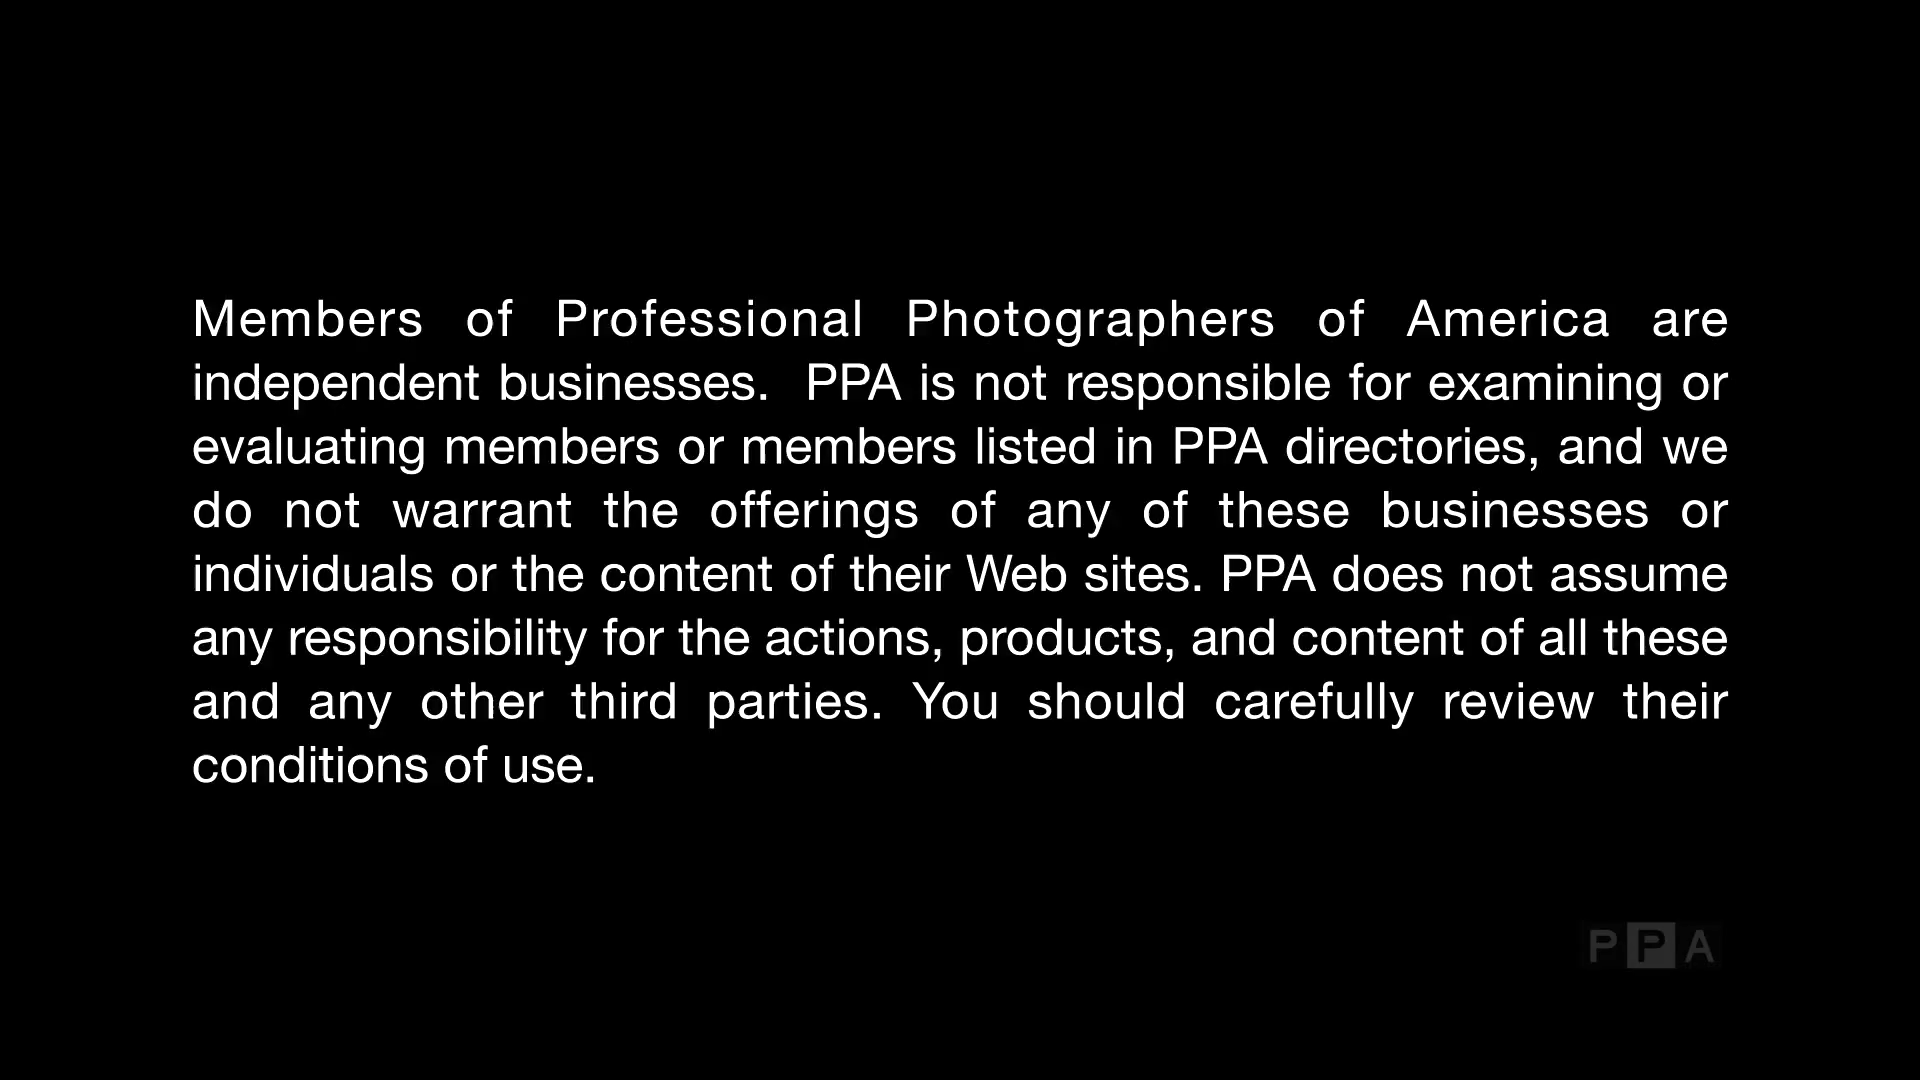 Members of Professional Photographers of America are
independent businesses.  PPA is not responsible for examining or
evaluating members or members listed in PPA directories, and we
do not warrant the offerings of any of these businesses or
individuals or the content of their Web sites. PPA does not assume
any responsibility for the actions, products, and content of all these
and any other third parties. You should carefully review their
conditions of use.
PPA